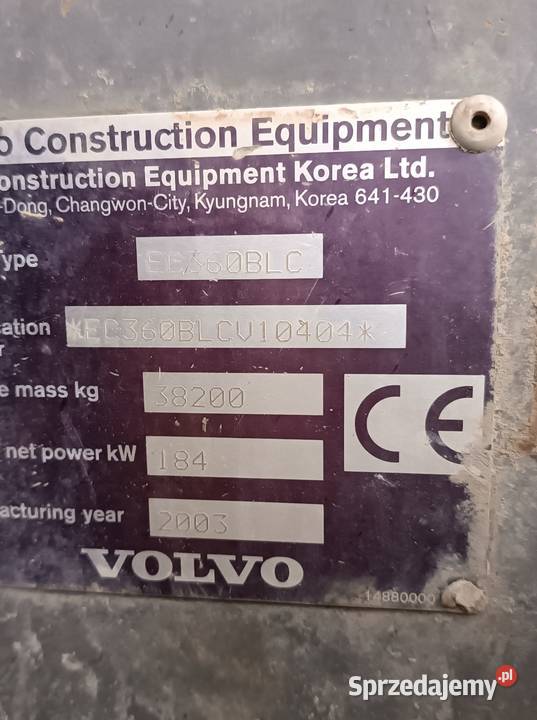 o Construction Equipment
onstruction Equipment Korea Ltd.
-Dong, Changwon-City, Kyungnam, Korea 641-430
ype EC360BLC
ation *EC360BLCV10404*
r
e mass kg 38200
net power kW 184
acturing year 2003
CE
VOLVO
14880000
Sprzedajemy.pl